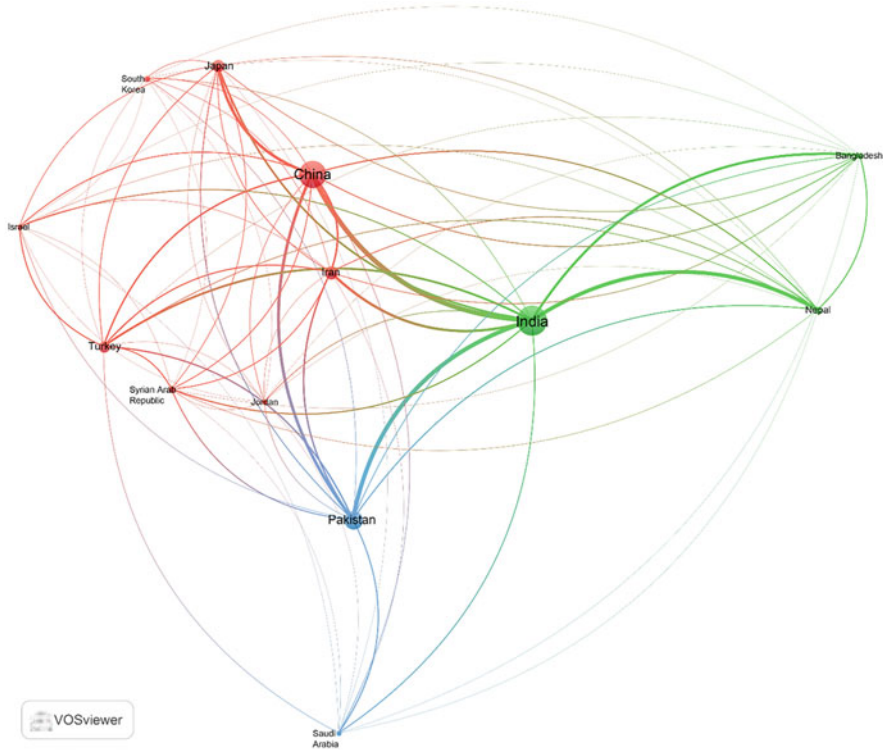 Japan
South
Korea
China
Bangladesh
Israel
Iran
Nepal
India
Turkey
Syrian Arab
Republic
Jordan
Pakistan
VOSviewer
Saudi
Arabia